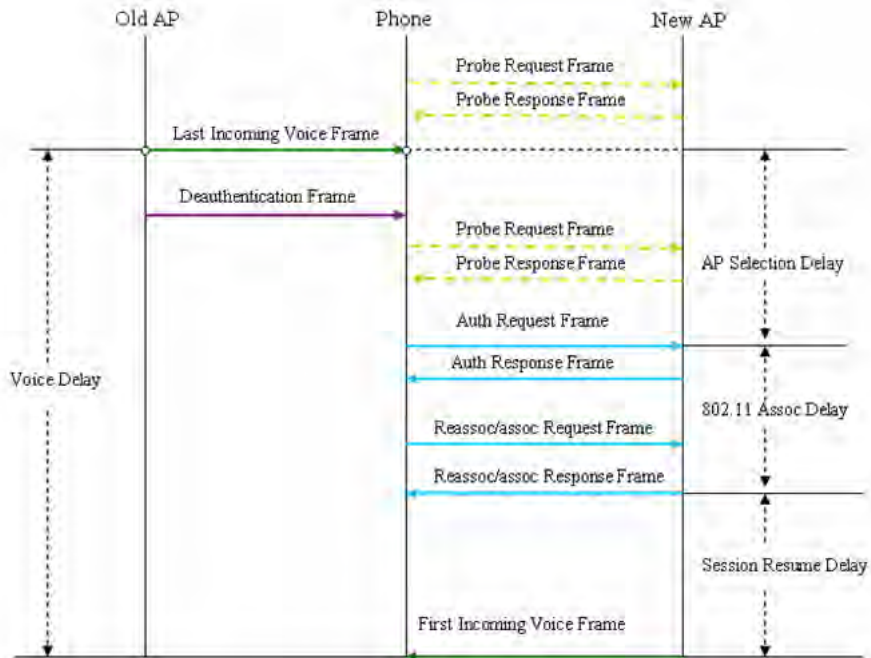 Old AP
Phone
New AP
Probe Request Frame
Probe Response Frame
Last Incoming Voice Frame
Deauthentication Frame
Probe Request Frame
Probe Response Frame
AP Selection Delay
Auth Request Frame
Auth Response Frame
Voice Delay
802.11 Assoc Delay
Reassoc/assoc Request Frame
Reassoc/assoc Response Frame
Session Resume Delay
First Incoming Voice Frame